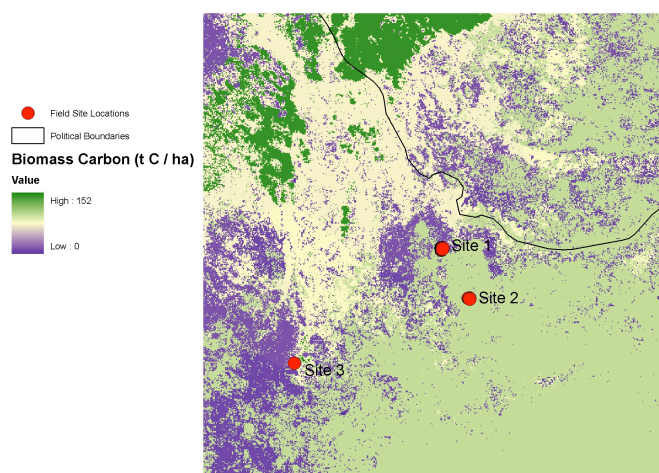 Field Site Locations
Political Boundaries
Biomass Carbon (t C / ha)
Value
High : 152
Low : 0
Site 1
Site 2
Site 3